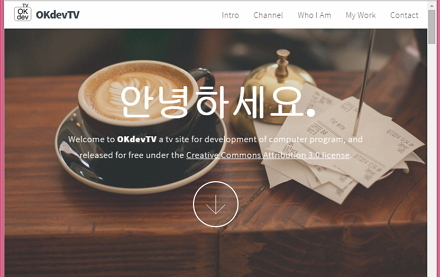 TV
OK
dev
OKdevTV
Intro Channel Who I Am My Work Contact
안녕하세요.
Welcome to OKdevTV a tv site for development of computer program, and
released for free under the Creative Commons Attribution 3.0 license.